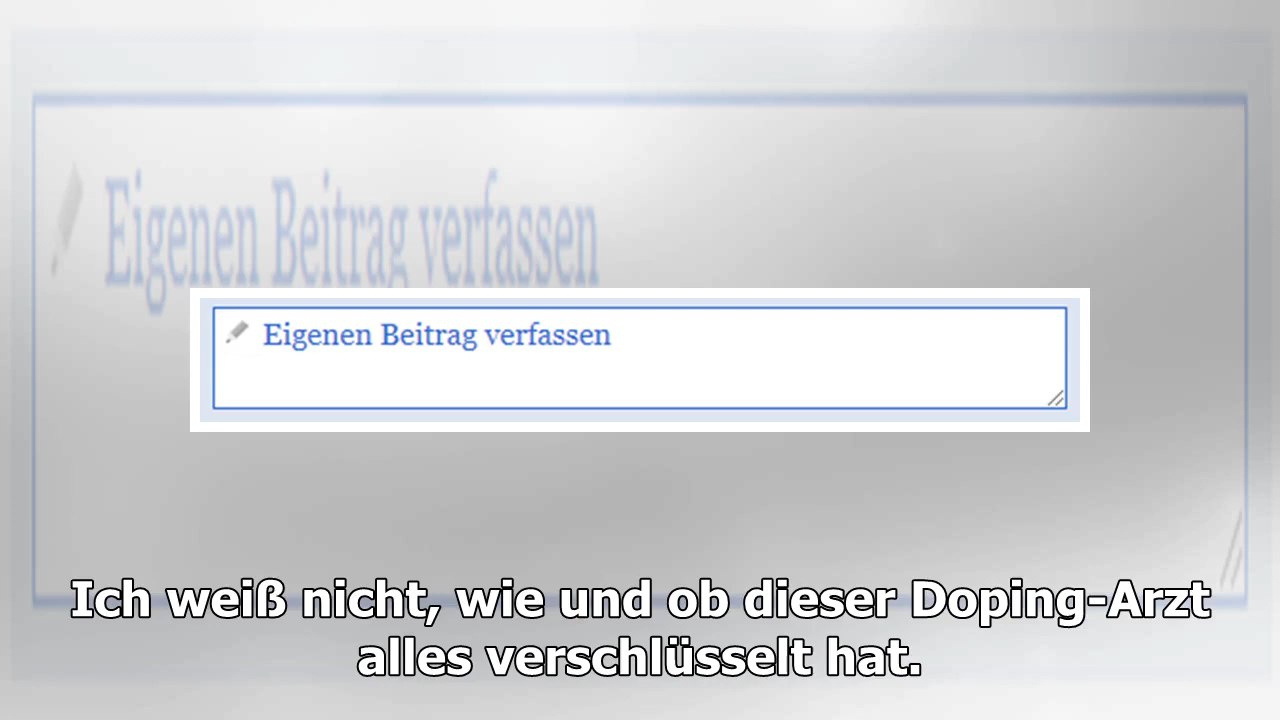 Eigenen Beitrag verfassen
Eigenen Beitrag verfassen
Ich weiß nicht, wie und ob dieser Doping-Arzt
alles verschlüsselt hat.